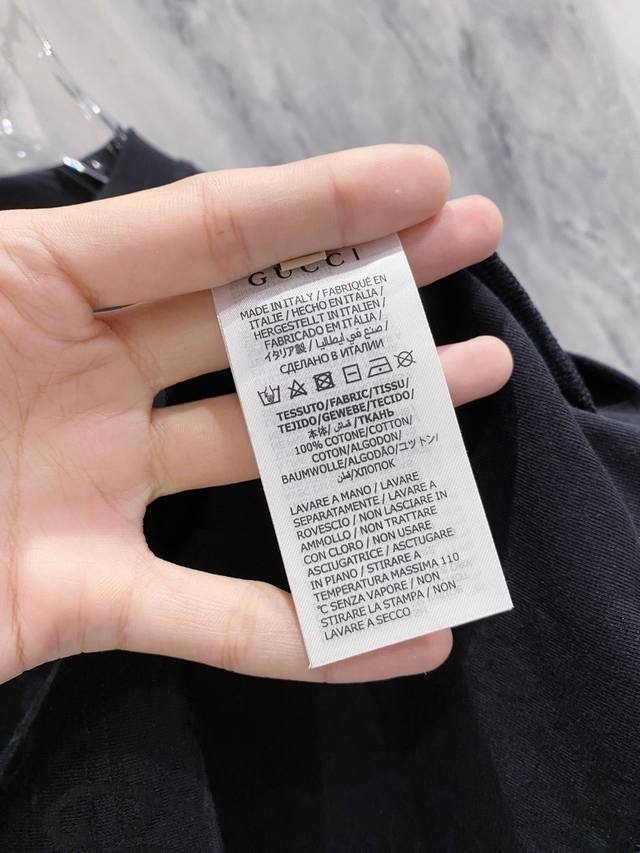 GUCCI
MADE IN ITALY / FABRIQUÉ EN
ITALIE / HECHO EN ITALIA /
HERGESTELLT IN ITALIEN /
FABRICADO EM ITÁLIA /
イタリア製 / صنع في إيطاليا /
СДЕЛАНО В ИТАЛИИ
TESSUTO/FABRIC/TISSU/
TEJIDO/GEWEBE/TECIDO/
本体/قماش/ТКАНЬ
100% COTONE/COTTON/
COTON/ALGODON/
BAUMWOLLE/ALGODÃO/コットン/
قطن/ХЛОПОК
LAVARE A MANO / LAVARE
SEPARATAMENTE / LAVARE A
ROVESCIO / NON LASCIARE IN
AMMOLLO / NON TRATTARE
CON CLORO / NON USARE
ASCIUGATRICE / ASCTUGARE
IN PIANO / STIRARE A
TEMPERATURA MASSIMA 110
℃ SENZA VAPORE / NON
STIRARE LA STAMPA / NON
LAVARE A SECCO